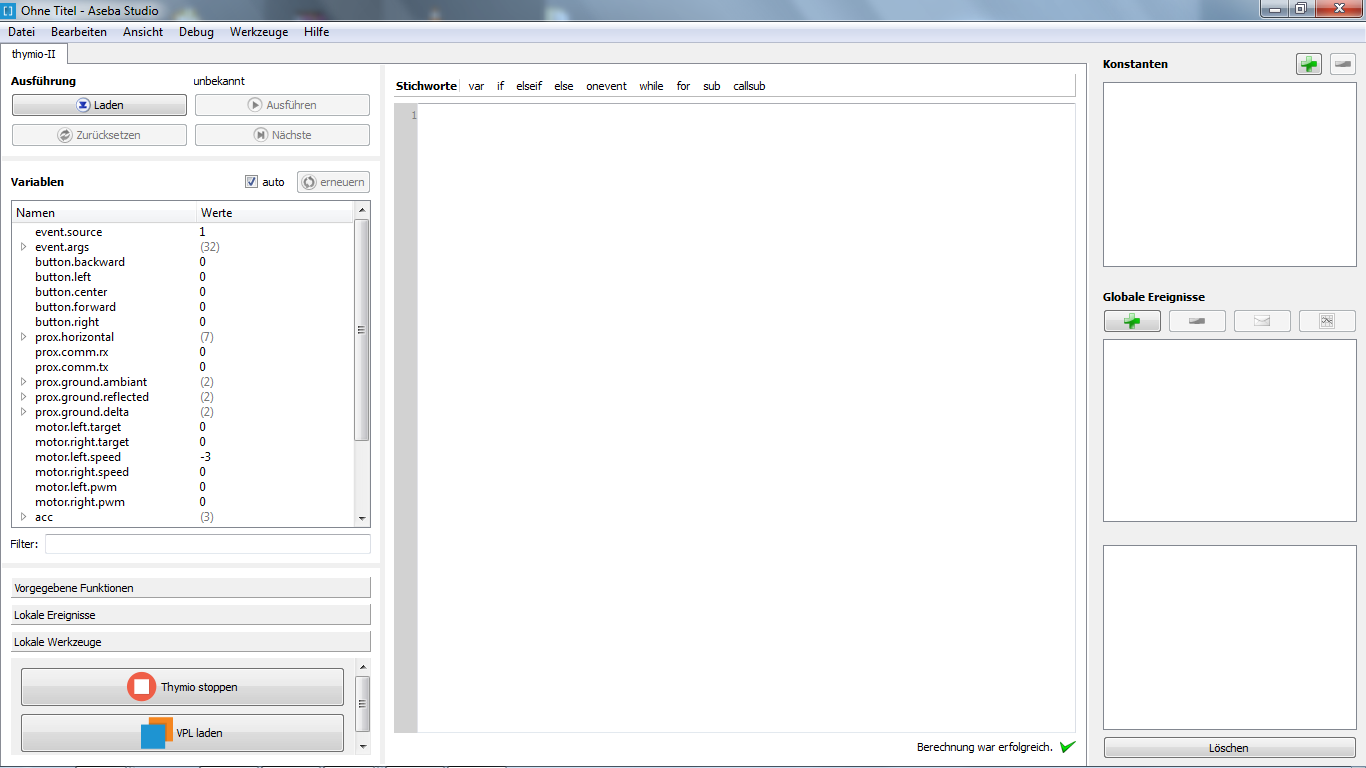 Ohne Titel - Aseba Studio
Datei Bearbeiten Ansicht Debug Werkzeuge Hilfe
thymio-II
Ausführung unbekannt
Laden Ausführen
Zurücksetzen Nächste
Variablen auto erneuern
Namen Werte
event.source 1
event.args (32)
button.backward 0
button.left 0
button.center 0
button.forward 0
button.right 0
prox.horizontal (7)
prox.comm.rx 0
prox.comm.tx 0
prox.ground.ambiant (2)
prox.ground.reflected (2)
prox.ground.delta (2)
motor.left.target 0
motor.right.target 0
motor.left.speed -3
motor.right.speed 0
motor.left.pwm 0
motor.right.pwm 0
acc (3)
Filter:
Vorgegebene Funktionen
Lokale Ereignisse
Lokale Werkzeuge
Thymio stoppen
VPL laden
Stichworte var if elseif else onevent while for sub callsub
1
Berechnung war erfolgreich.
Konstanten
Globale Ereignisse
Löschen